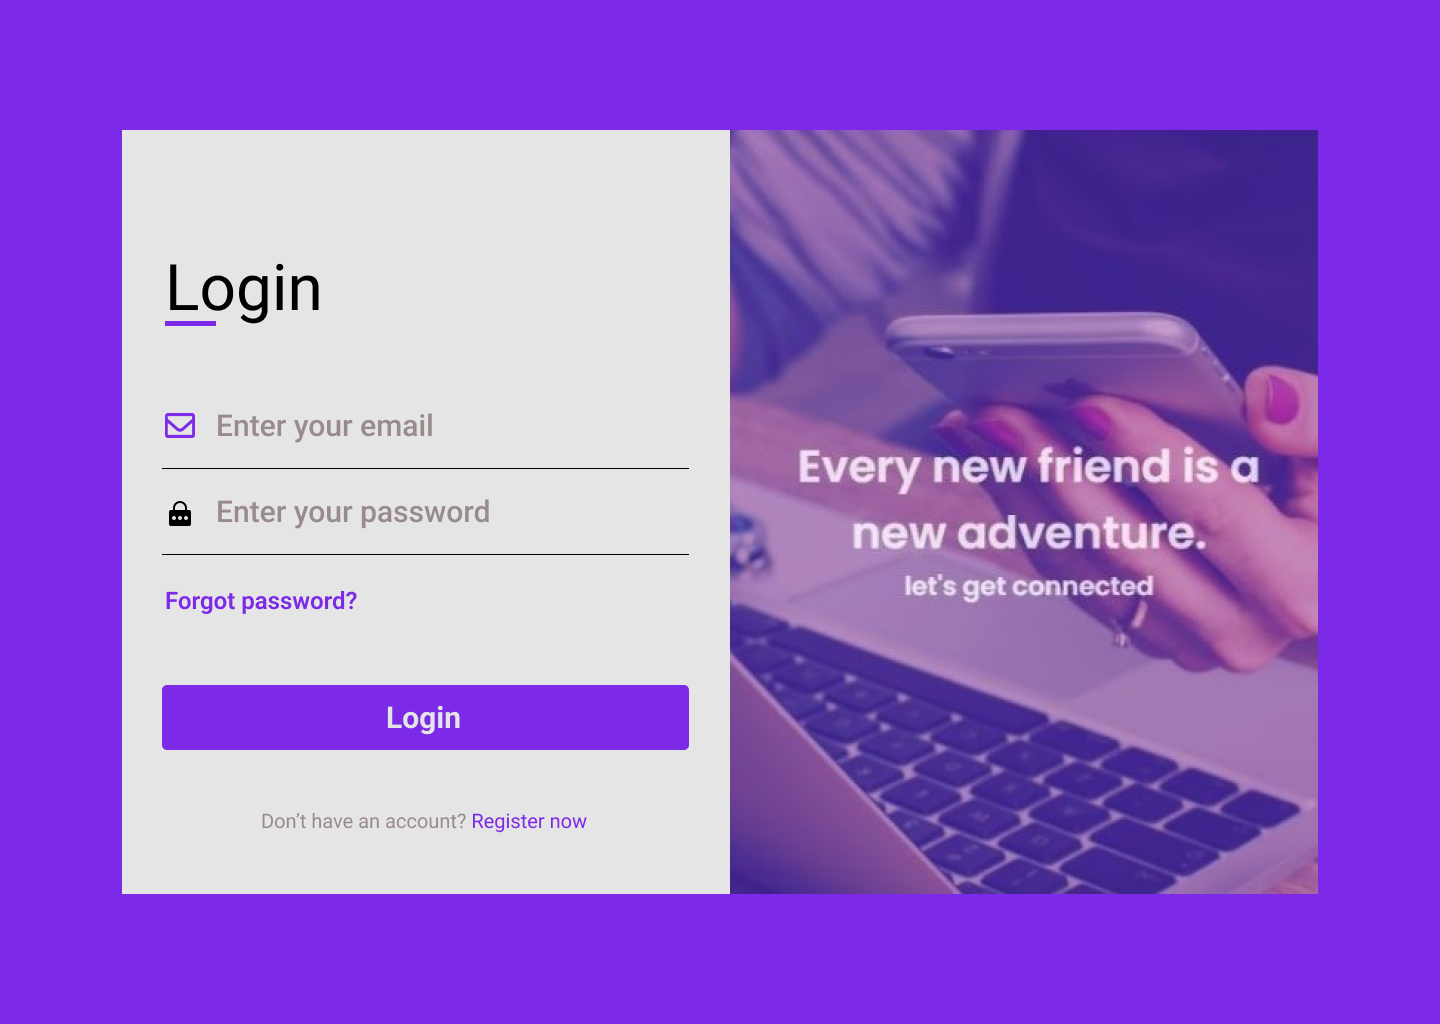 Login
Enter your email
Enter your password
Forgot password?
Login
Don’t have an account? Register now
Every new friend is a
new adventure.
let's get connected